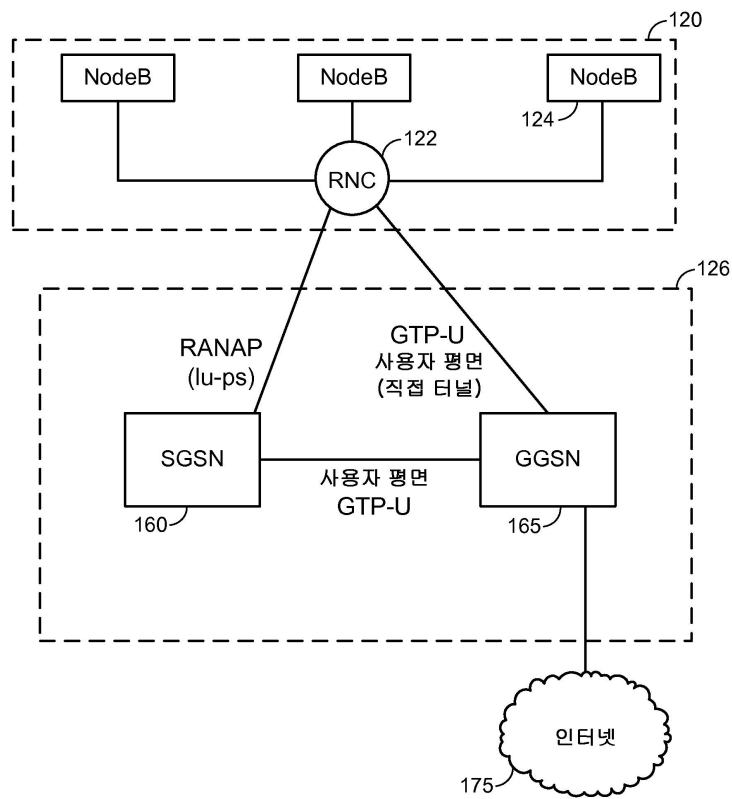 120
NodeB
NodeB
NodeB
124
122
RNC
126
RANAP
(lu-ps)
GTP-U
사용자 평면
(직접 터널)
SGSN
GGSN
사용자 평면
GTP-U
160
165
인터넷
175